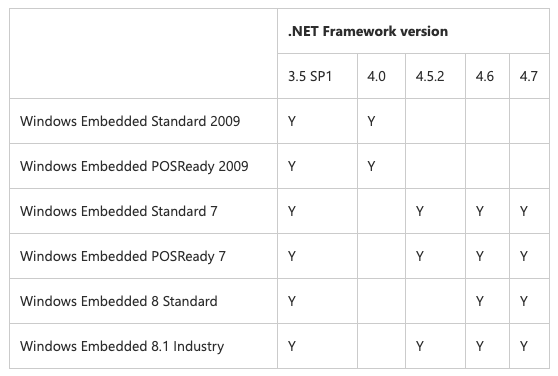 .NET Framework version
3.5 SP1 4.0 4.5.2 4.6 4.7
Windows Embedded Standard 2009 Y Y
Windows Embedded POSReady 2009 Y Y
Windows Embedded Standard 7 Y Y Y Y
Windows Embedded POSReady 7 Y Y Y Y
Windows Embedded 8 Standard Y Y Y
Windows Embedded 8.1 Industry Y Y Y Y